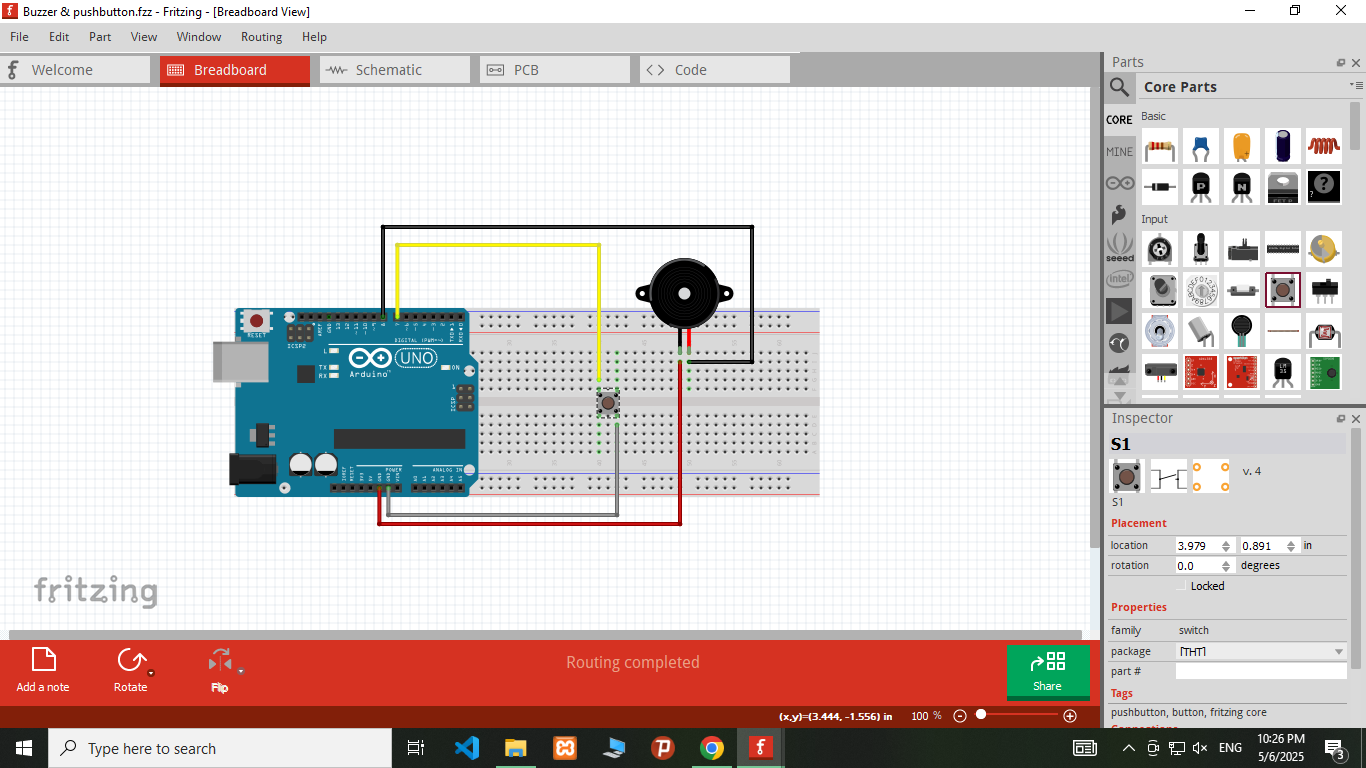 Buzzer & pushbutton.fzz - Fritzing - [Breadboard View]
File Edit Part View Window Routing Help
Welcome
Breadboard
Schematic
PCB
Code
Parts
Core Parts
CORE
MINE
seeed
intel
Basic
P
N
?
Input
RESET
ICSP2
L
TX
RX
Arduino
UNO
ON
ICSP
DIGITAL (PWM=~)
AREF
GND
13
12
POWER
ANALOG IN
fritzing
Inspector
S1
v. 4
S1
Placement
location 3.979 0.891 in
rotation 0.0 degrees
Locked
Properties
family switch
package [THT]
part #
Tags
pushbutton, button, fritzing core
Add a note
Rotate
Flip
Routing completed
Share
(x,y)=(3.444, -1.556) in 100 %
Type here to search
ENG
10:26 PM
5/6/2025
3